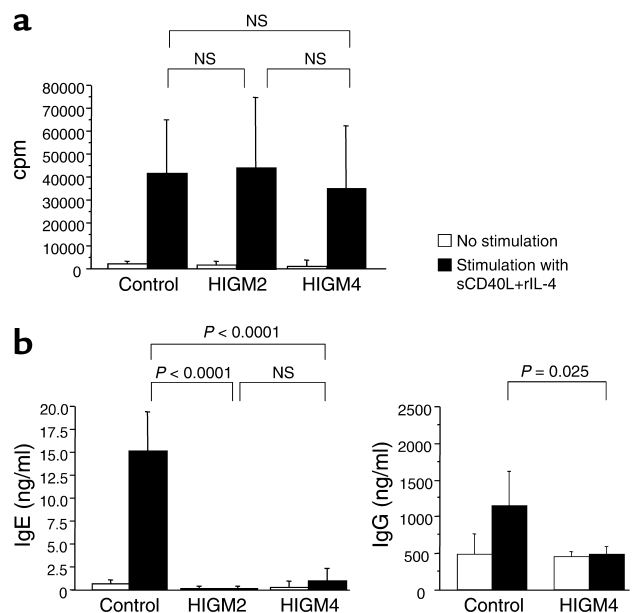 a
NS
NS NS
80000
70000
60000
50000
40000
30000
20000
10000
0
cpm
Control HIGM2 HIGM4
No stimulation
Stimulation with
sCD40L+rIL-4
b
P < 0.0001
P < 0.0001 NS
20.0
17.5
15.0
12.5
10.0
7.5
5.0
2.5
0
IgE (ng/ml)
Control HIGM2 HIGM4
P = 0.025
2500
2000
1500
1000
500
0
IgG (ng/ml)
Control HIGM4